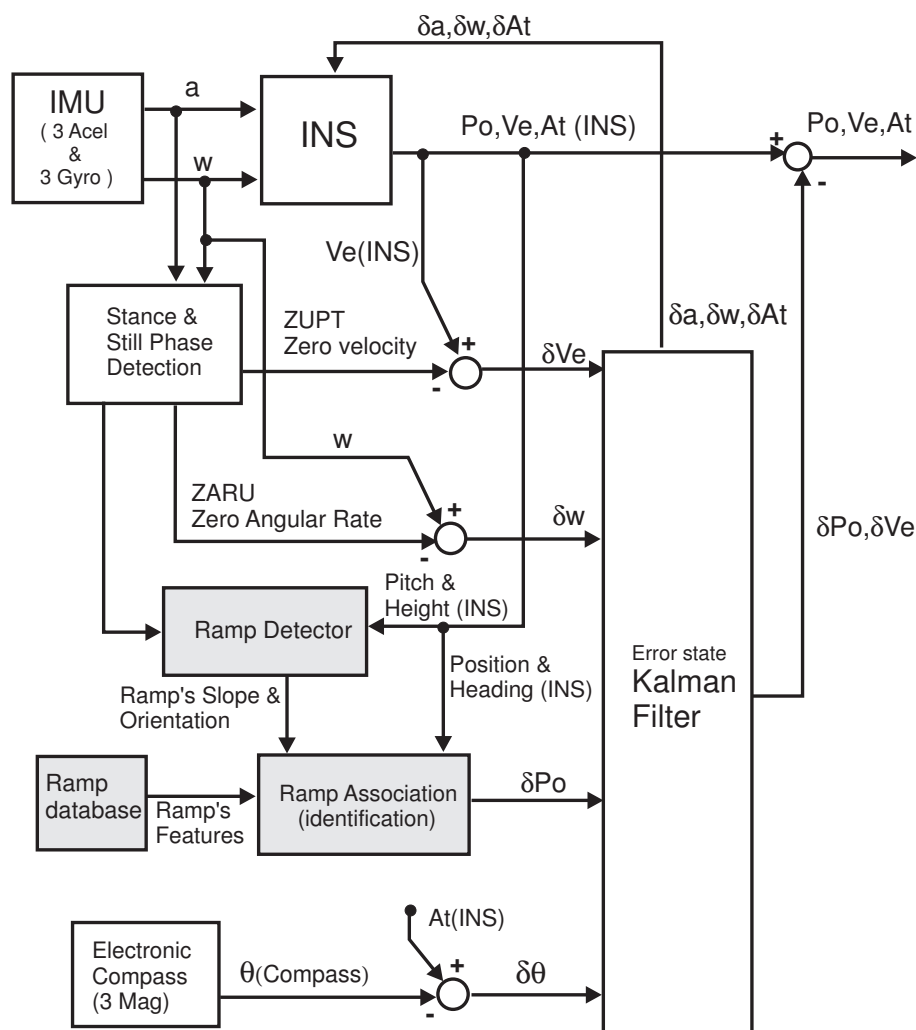 δa,δw,δAt
IMU
( 3 Acel
&
3 Gyro )
a
w
INS
Po,Ve,At (INS)
+
-
Po,Ve,At
Ve(INS)
Stance &
Still Phase
Detection
ZUPT
Zero velocity
+
-
δVe
δa,δw,δAt
w
ZARU
Zero Angular Rate
+
-
δw
δPo,δVe
Pitch &
Height (INS)
Ramp Detector
Position &
Heading (INS)
Ramp's Slope &
Orientation
Error state
Kalman
Filter
Ramp
database
Ramp's
Features
Ramp Association
(identification)
δPo
Electronic
Compass
(3 Mag)
θ(Compass)
At(INS)
+
-
δθ